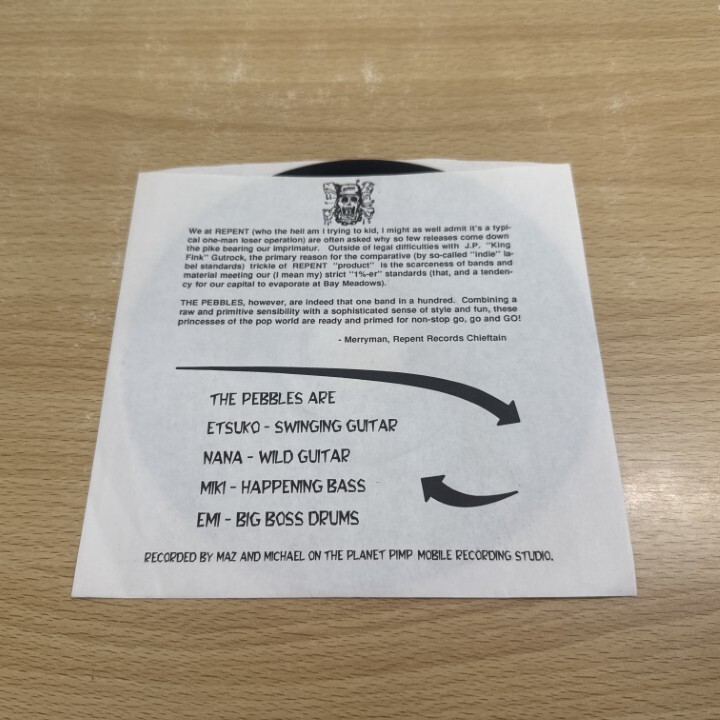 We at REPENT (who the hell am I trying to kid, I might as well admit it's a typi-
cal one-man loser operation) are often asked why so few releases come down
the pike bearing our imprimatur. Outside of legal difficulties with J.P. "King
Fink" Gutrock, the primary reason for the comparative (by so-called "indie" la-
bel standards) trickle of REPENT "product" is the scarceness of bands and
material meeting our (I mean my) strict "1%-er" standards (that, and a tenden-
cy for our capital to evaporate at Bay Meadows).
THE PEBBLES, however, are indeed that one band in a hundred. Combining a
raw and primitive sensibility with a sophisticated sense of style and fun, these
princesses of the pop world are ready and primed for non-stop go, go and GO!
- Merryman, Repent Records Chieftain
THE PEBBLES ARE
ETSUKO - SWINGING GUITAR
NANA - WILD GUITAR
MIKI - HAPPENING BASS
EMI - BIG BOSS DRUMS
RECORDED BY MAZ AND MICHAEL ON THE PLANET PIMP MOBILE RECORDING STUDIO.